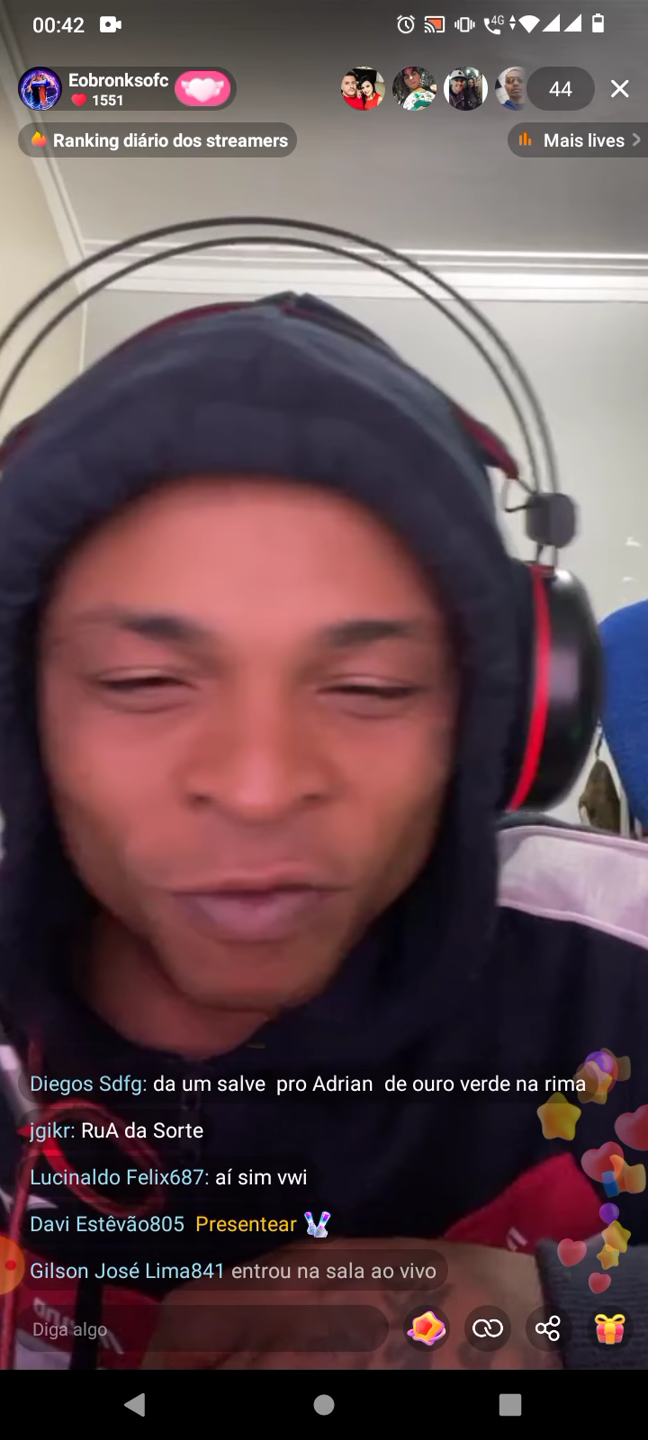 00:42
4G
Eobronksofc
1551
44
Ranking diário dos streamers
Mais lives
Diegos Sdfg: da um salve pro Adrian de ouro verde na rima
jgikr: RuA da Sorte
Lucinaldo Felix687: aí sim vwi
Davi Estêvão805 Presentear
Gilson José Lima841 entrou na sala ao vivo
Diga algo